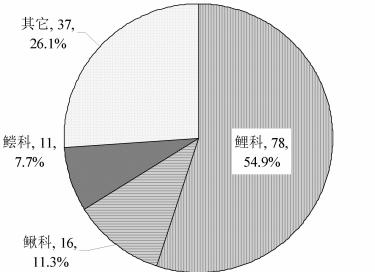 其它, 37,
26.1%
鲿科, 11,
7.7%
鲤科, 78,
54.9%
鳅科, 16,
11.3%